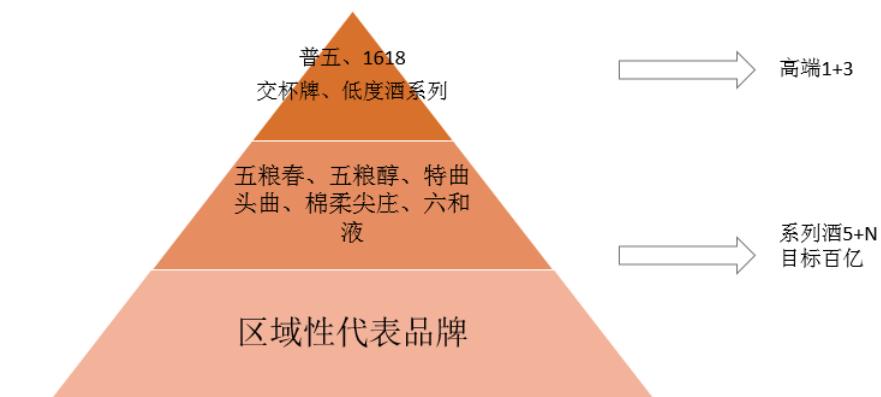 普五、1618
交杯牌、低度酒系列
高端1+3
五粮春、五粮醇、特曲
头曲、棉柔尖庄、六和
液
系列酒5+N
目标百亿
区域性代表品牌